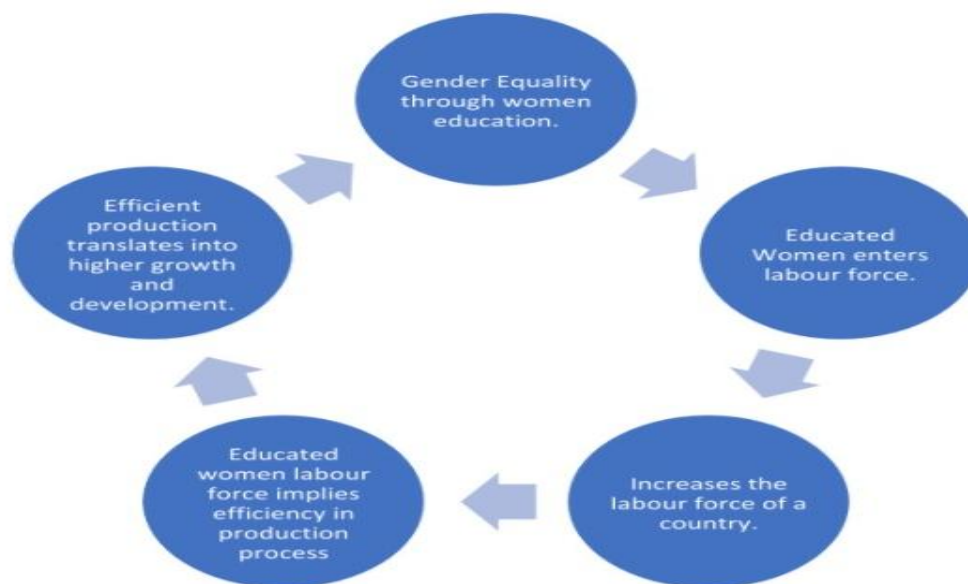 Gender Equality
through women
education.
Educated
Women enters
labour force.
Increases the
labour force of a
country.
Educated
women labour
force implies
efficiency in
production
process
Efficient
production
translates into
higher growth
and
development.